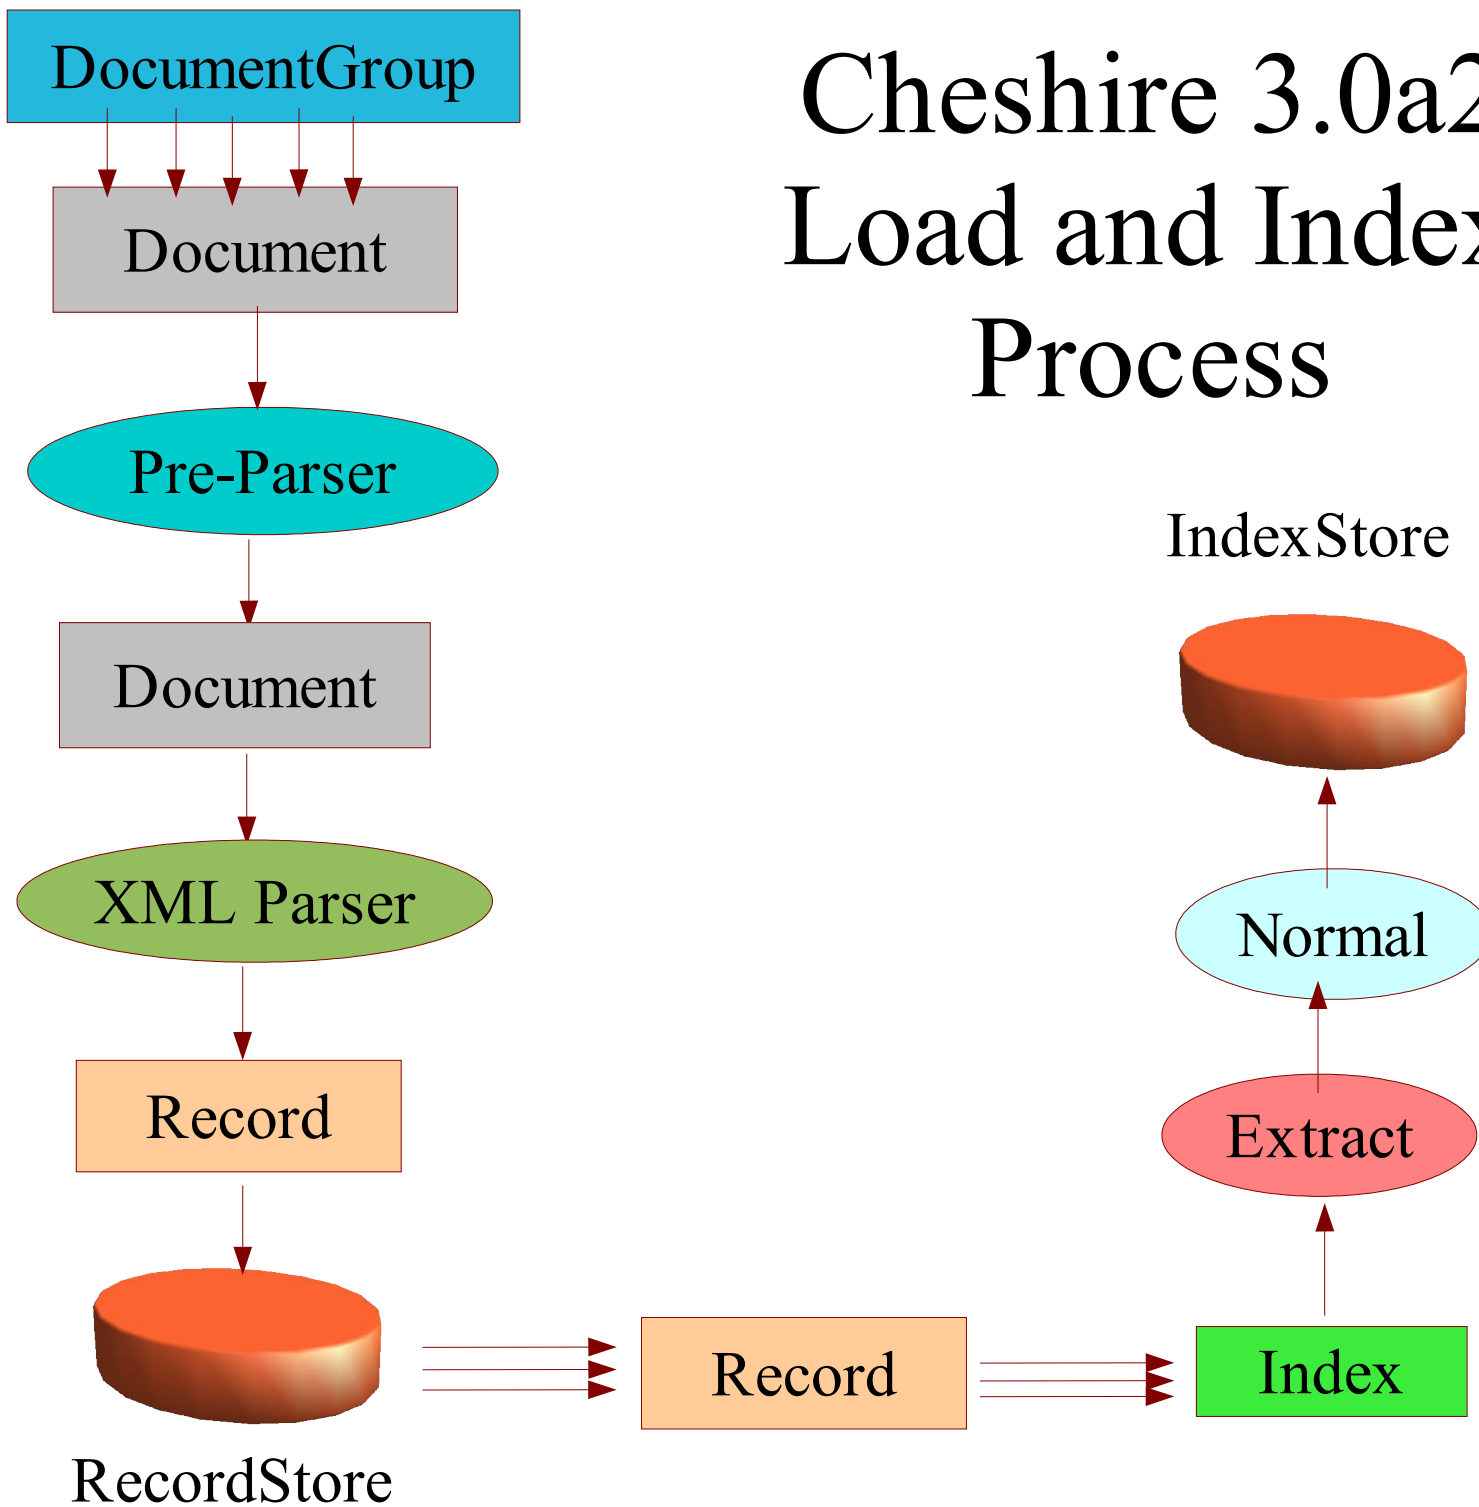 DocumentGroup
Cheshire 3.0a2
Load and Index
Process
Document
Pre-Parser
IndexStore
Document
XML Parser
Normal
Record
Extract
Record
Index
RecordStore